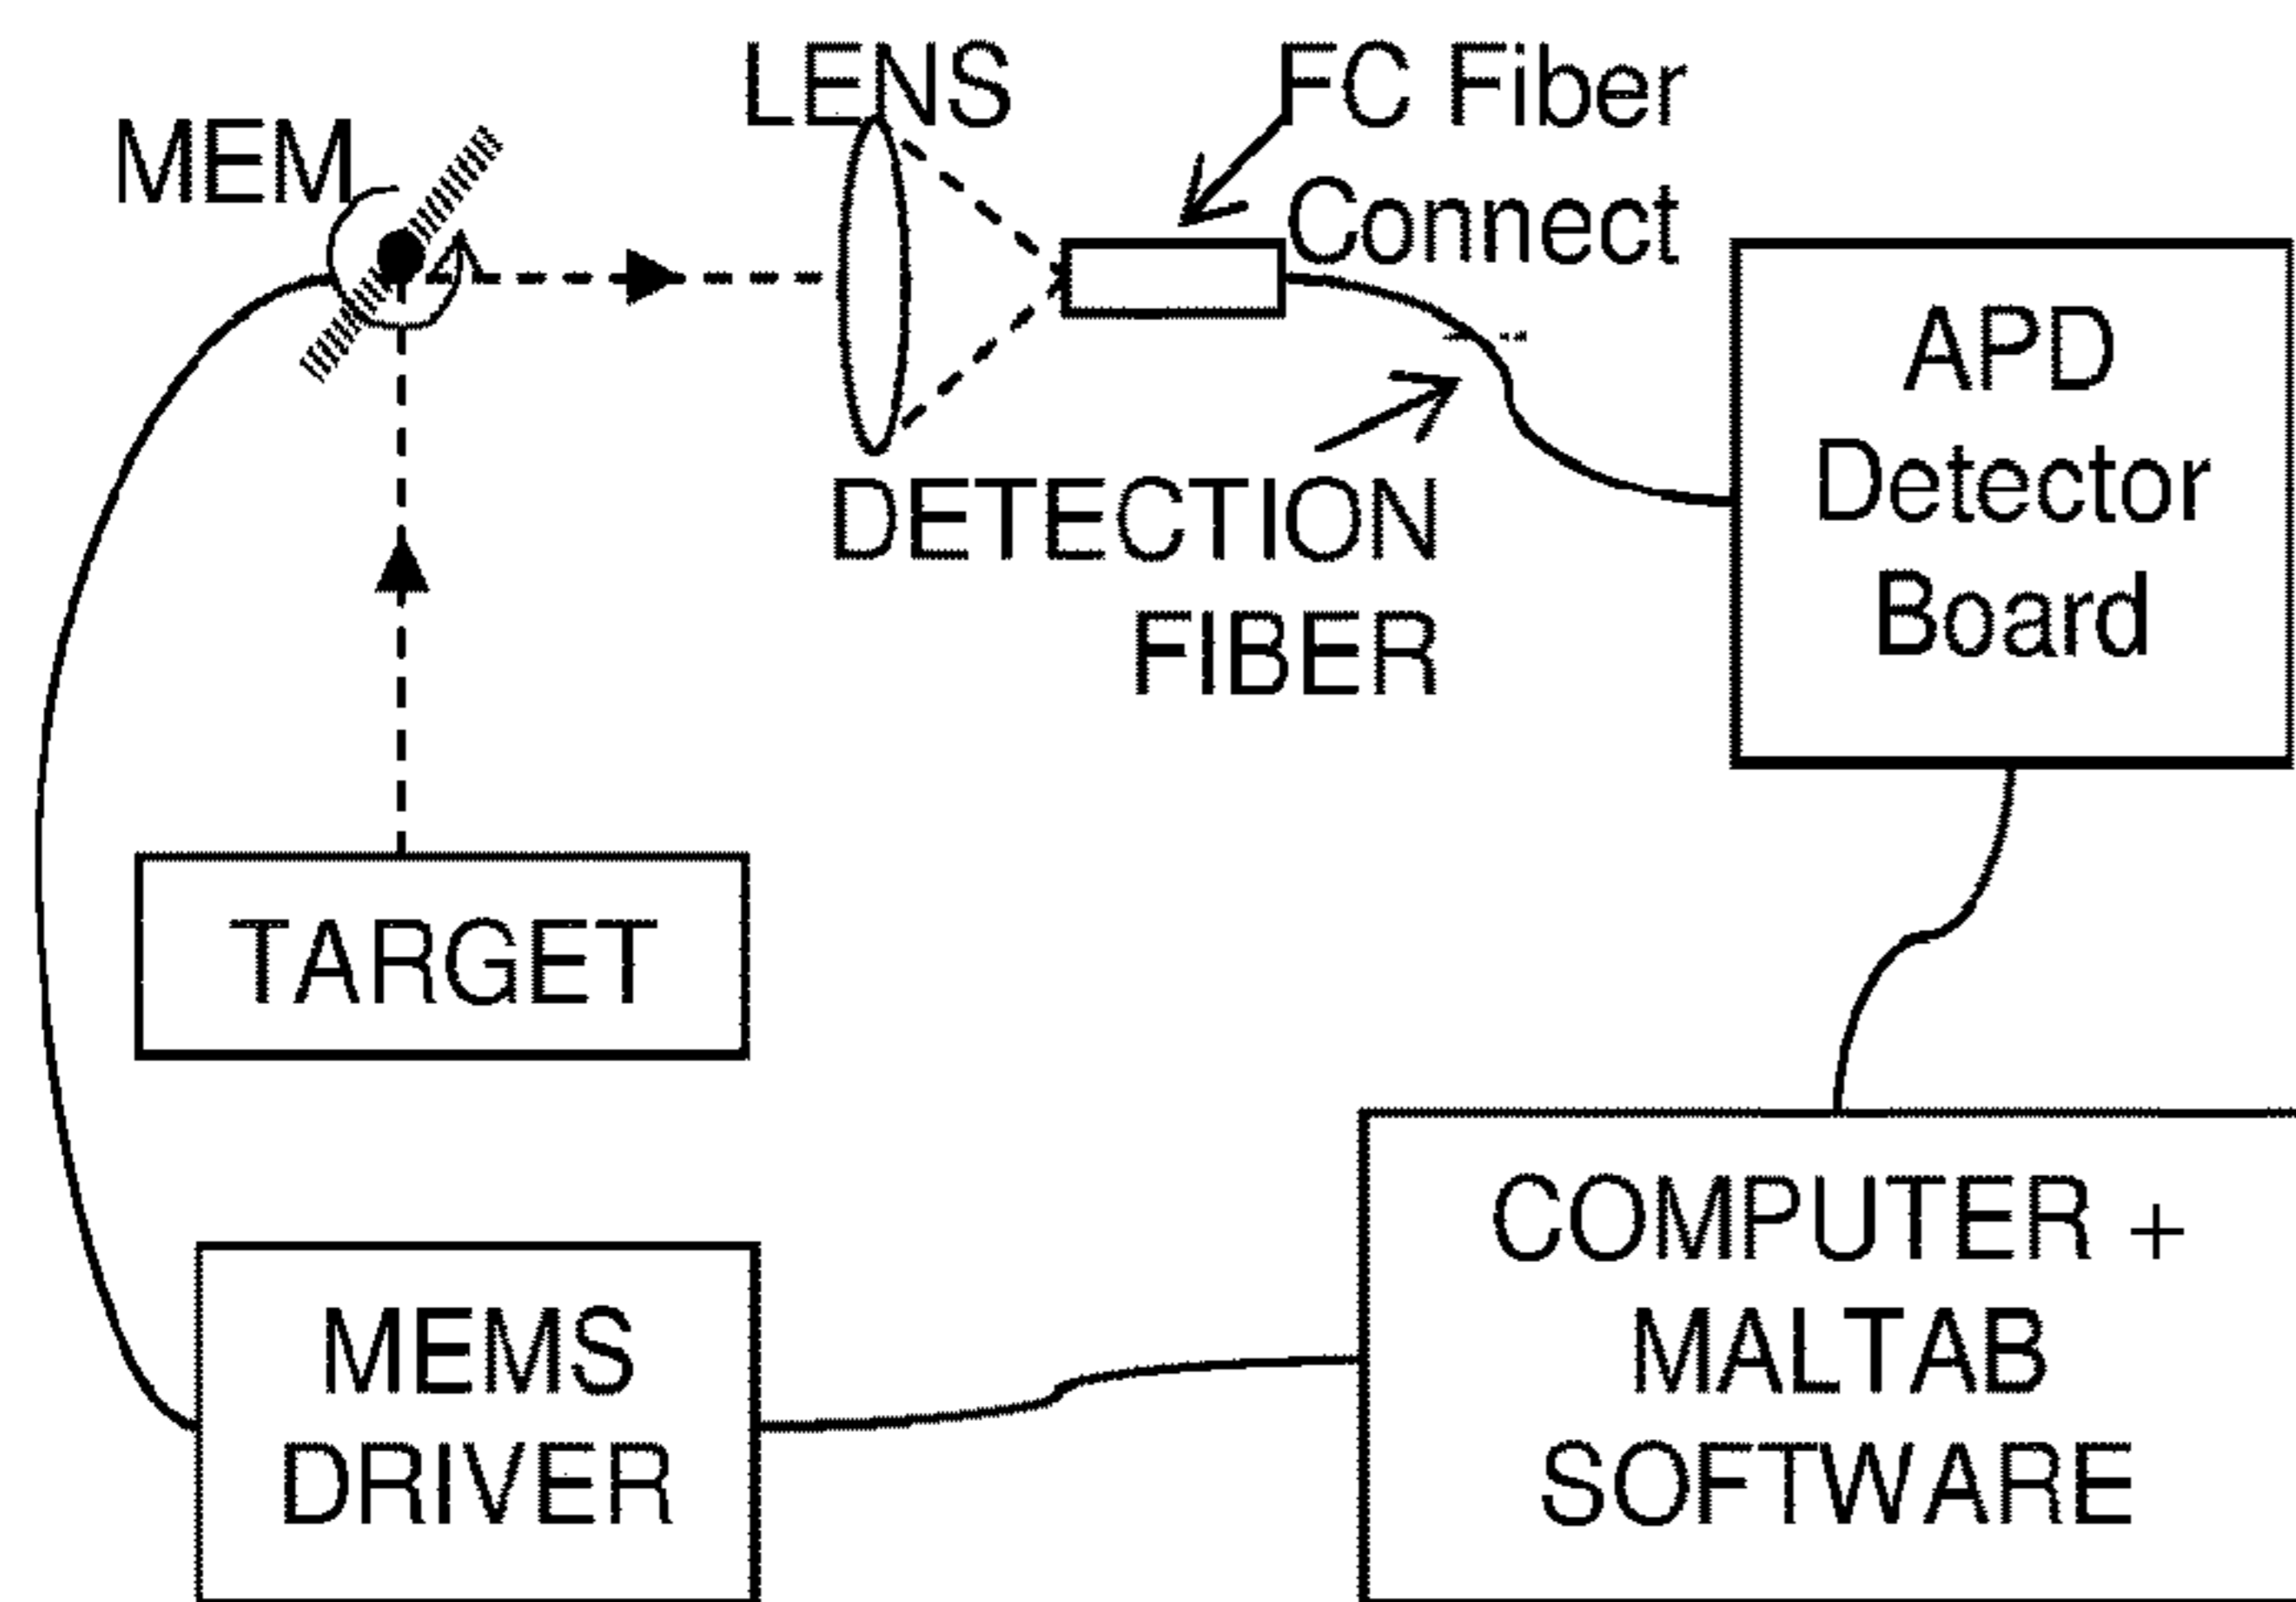 LENS
FC Fiber
Connect
MEM
APD
Detector
Board
DETECTION
FIBER
TARGET
COMPUTER +
MALTAB
SOFTWARE
MEMS
DRIVER